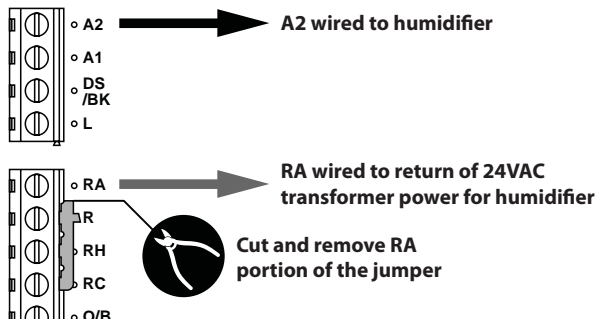 A2
A2 wired to humidifier
A1
DS
/BK
L
RA
RA wired to return of 24VAC
transformer power for humidifier
R
RH
Cut and remove RA
portion of the jumper
RC
O/B